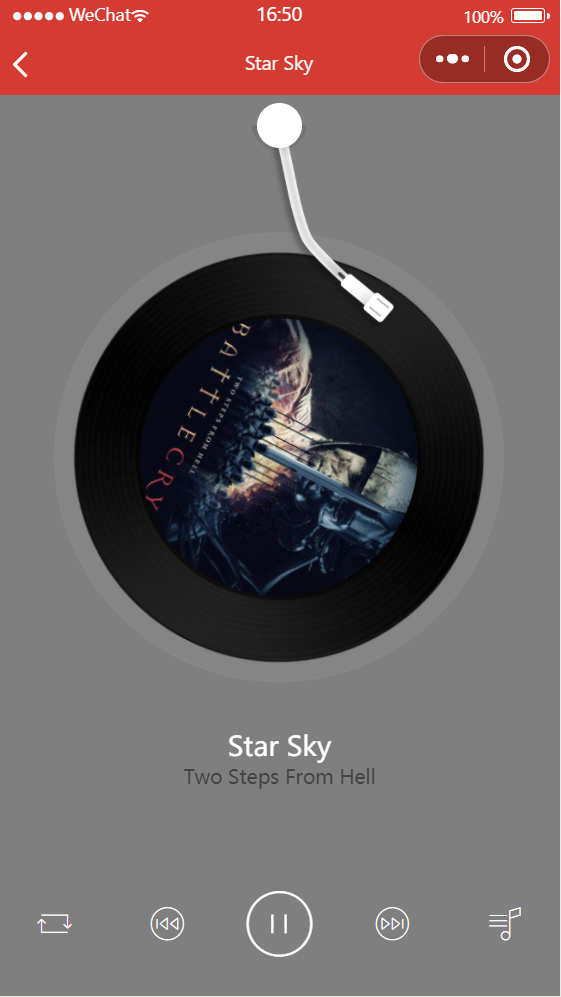 WeChat 16:50 100%
Star Sky
BATTLECRY
TWO STEPS FROM HELL
Star Sky
Two Steps From Hell